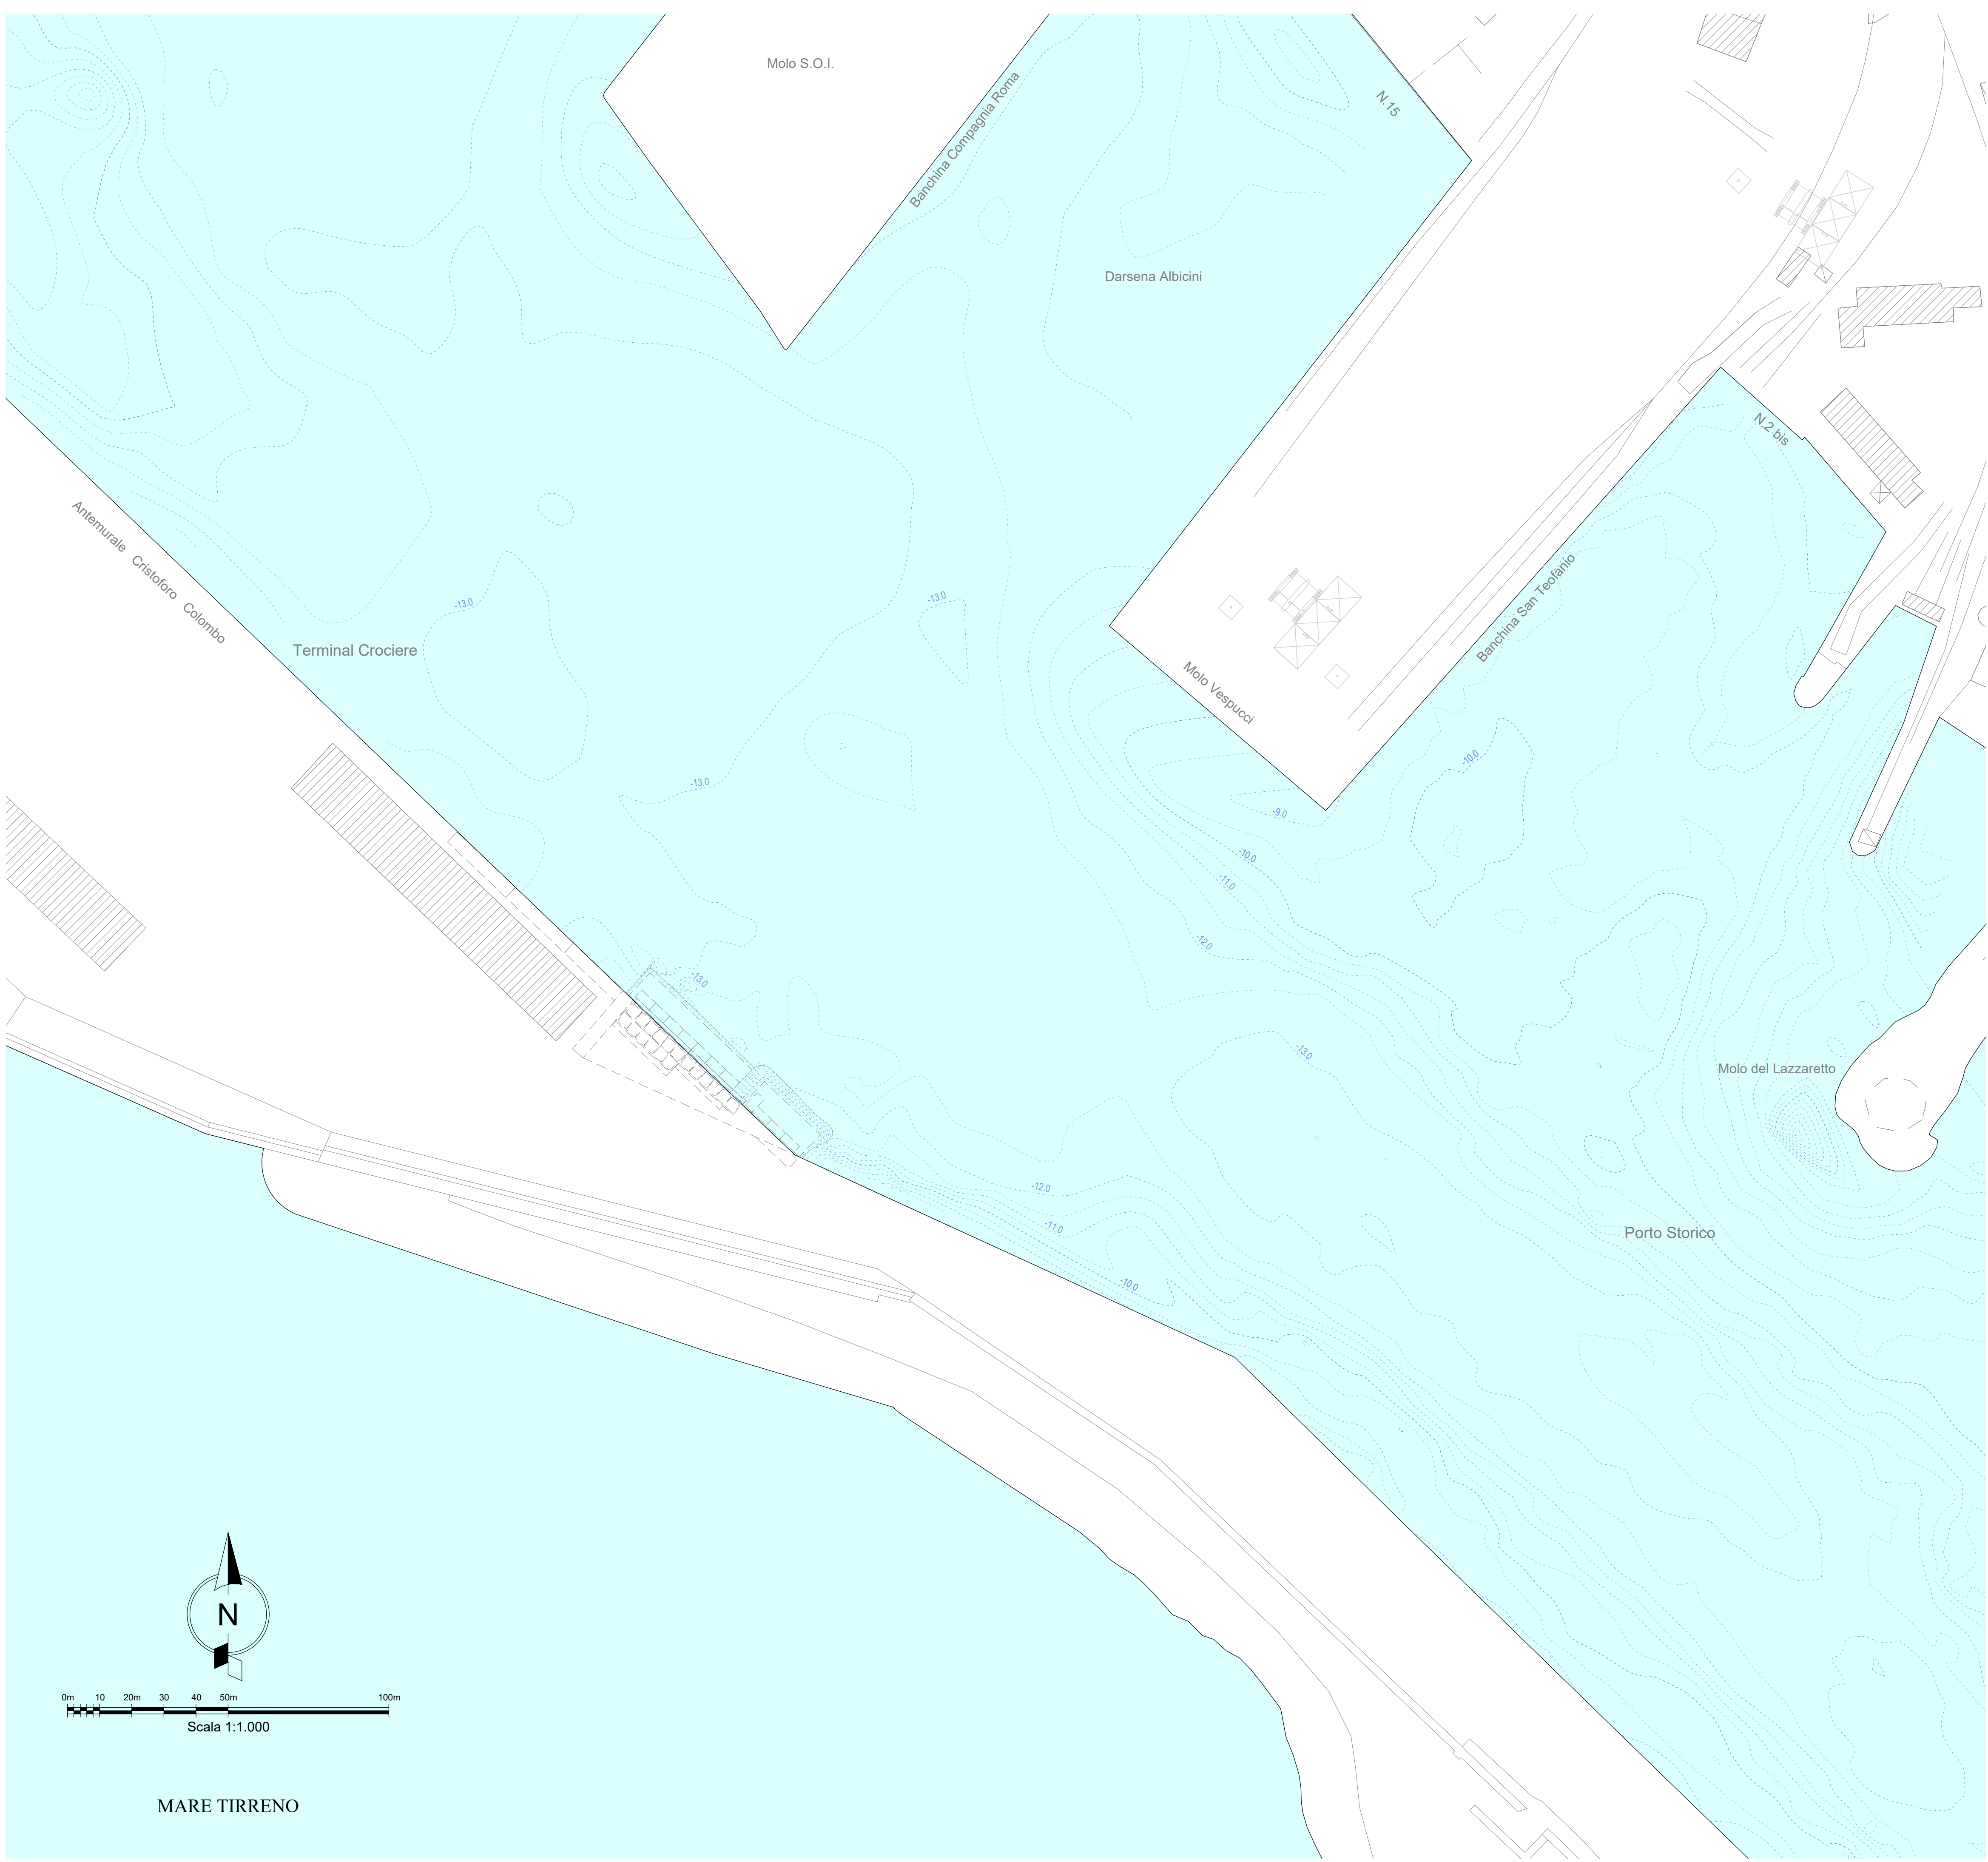 Molo S.O.I.
Banchina Compagnia Roma
N.15
Darsena Albicini
N.2 bis
Antemurale Cristoforo Colombo
Banchina San Teofanio
-13.0
-13.0
Terminal Crociere
Molo Vespucci
-10.0
-13.0
-9.0
-10.0
-11.0
-12.0
-13.0
-13.0
Molo del Lazzaretto
-12.0
-11.0
Porto Storico
-10.0
N
0m 10 20m 30 40 50m 100m
Scala 1:1.000
MARE TIRRENO